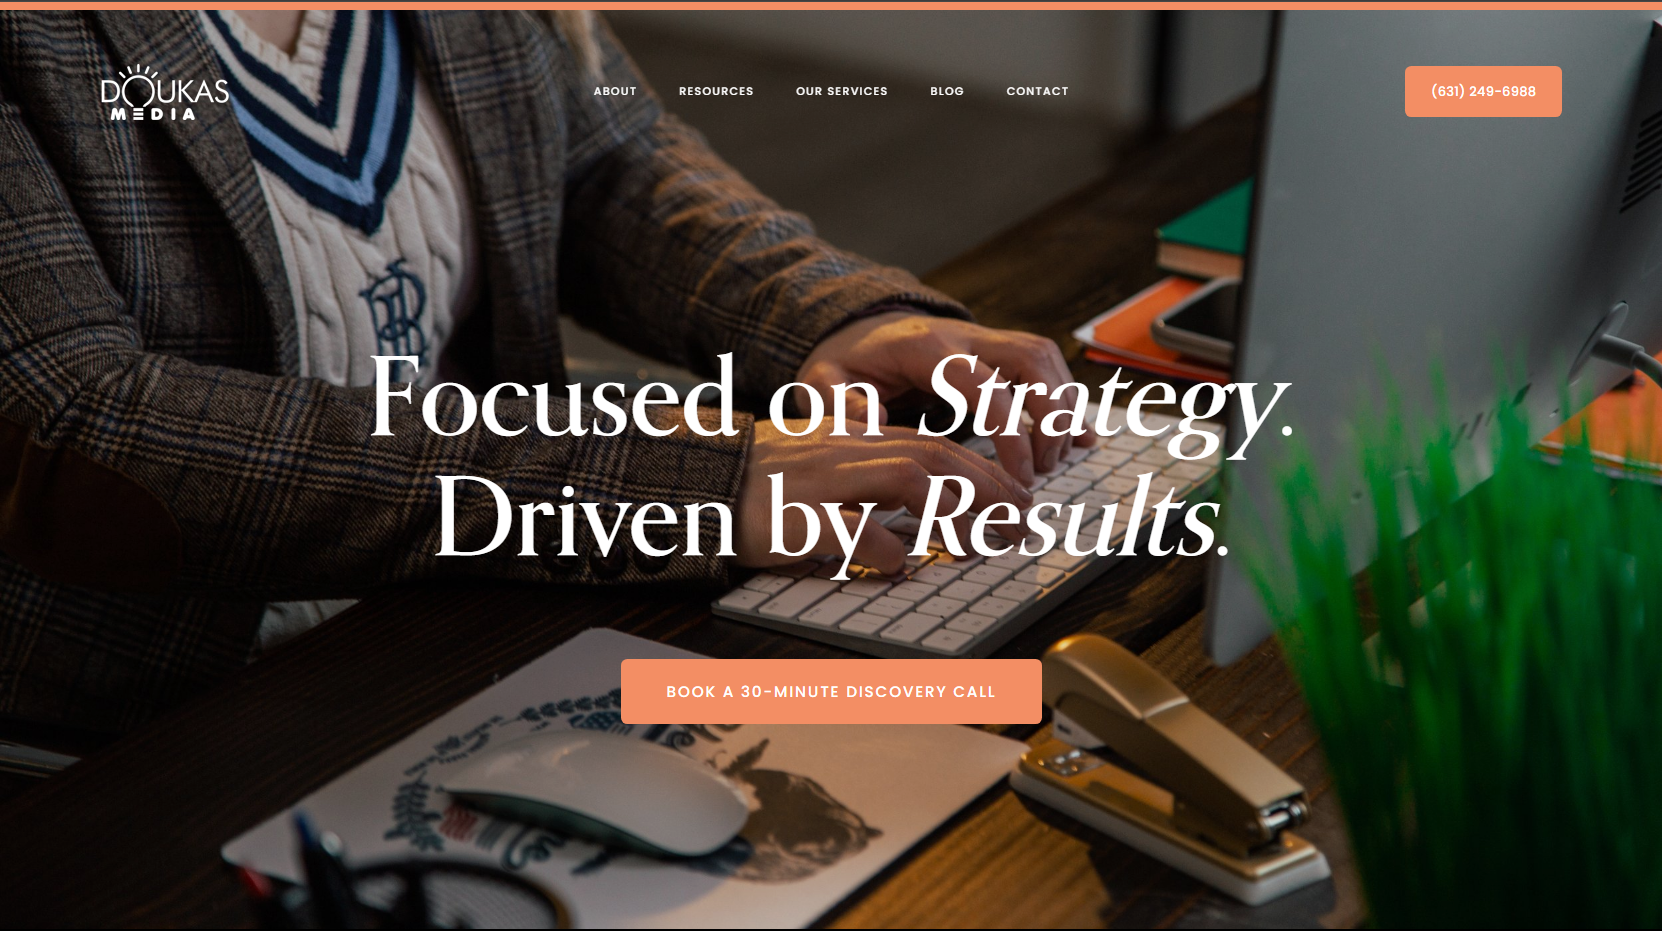 DOUKAS
MEDIA
ABOUT
RESOURCES
OUR SERVICES
BLOG
CONTACT
(631) 249-6988
Focused on Strategy.
Driven by Results.
BOOK A 30-MINUTE DISCOVERY CALL